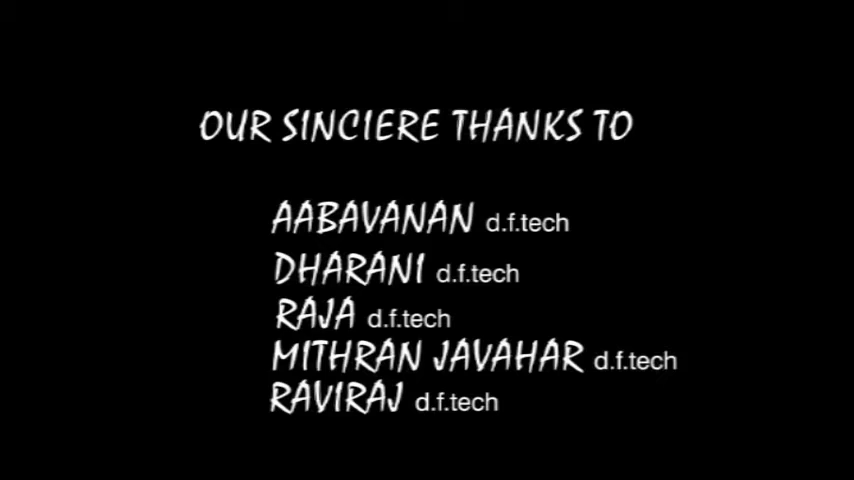 OUR SINCIERE THANKS TO
AABAVANAN d.f.tech
DHARANI d.f.tech
RAJA d.f.tech
MITHRAN JAVAHAR d.f.tech
RAVIRAJ d.f.tech